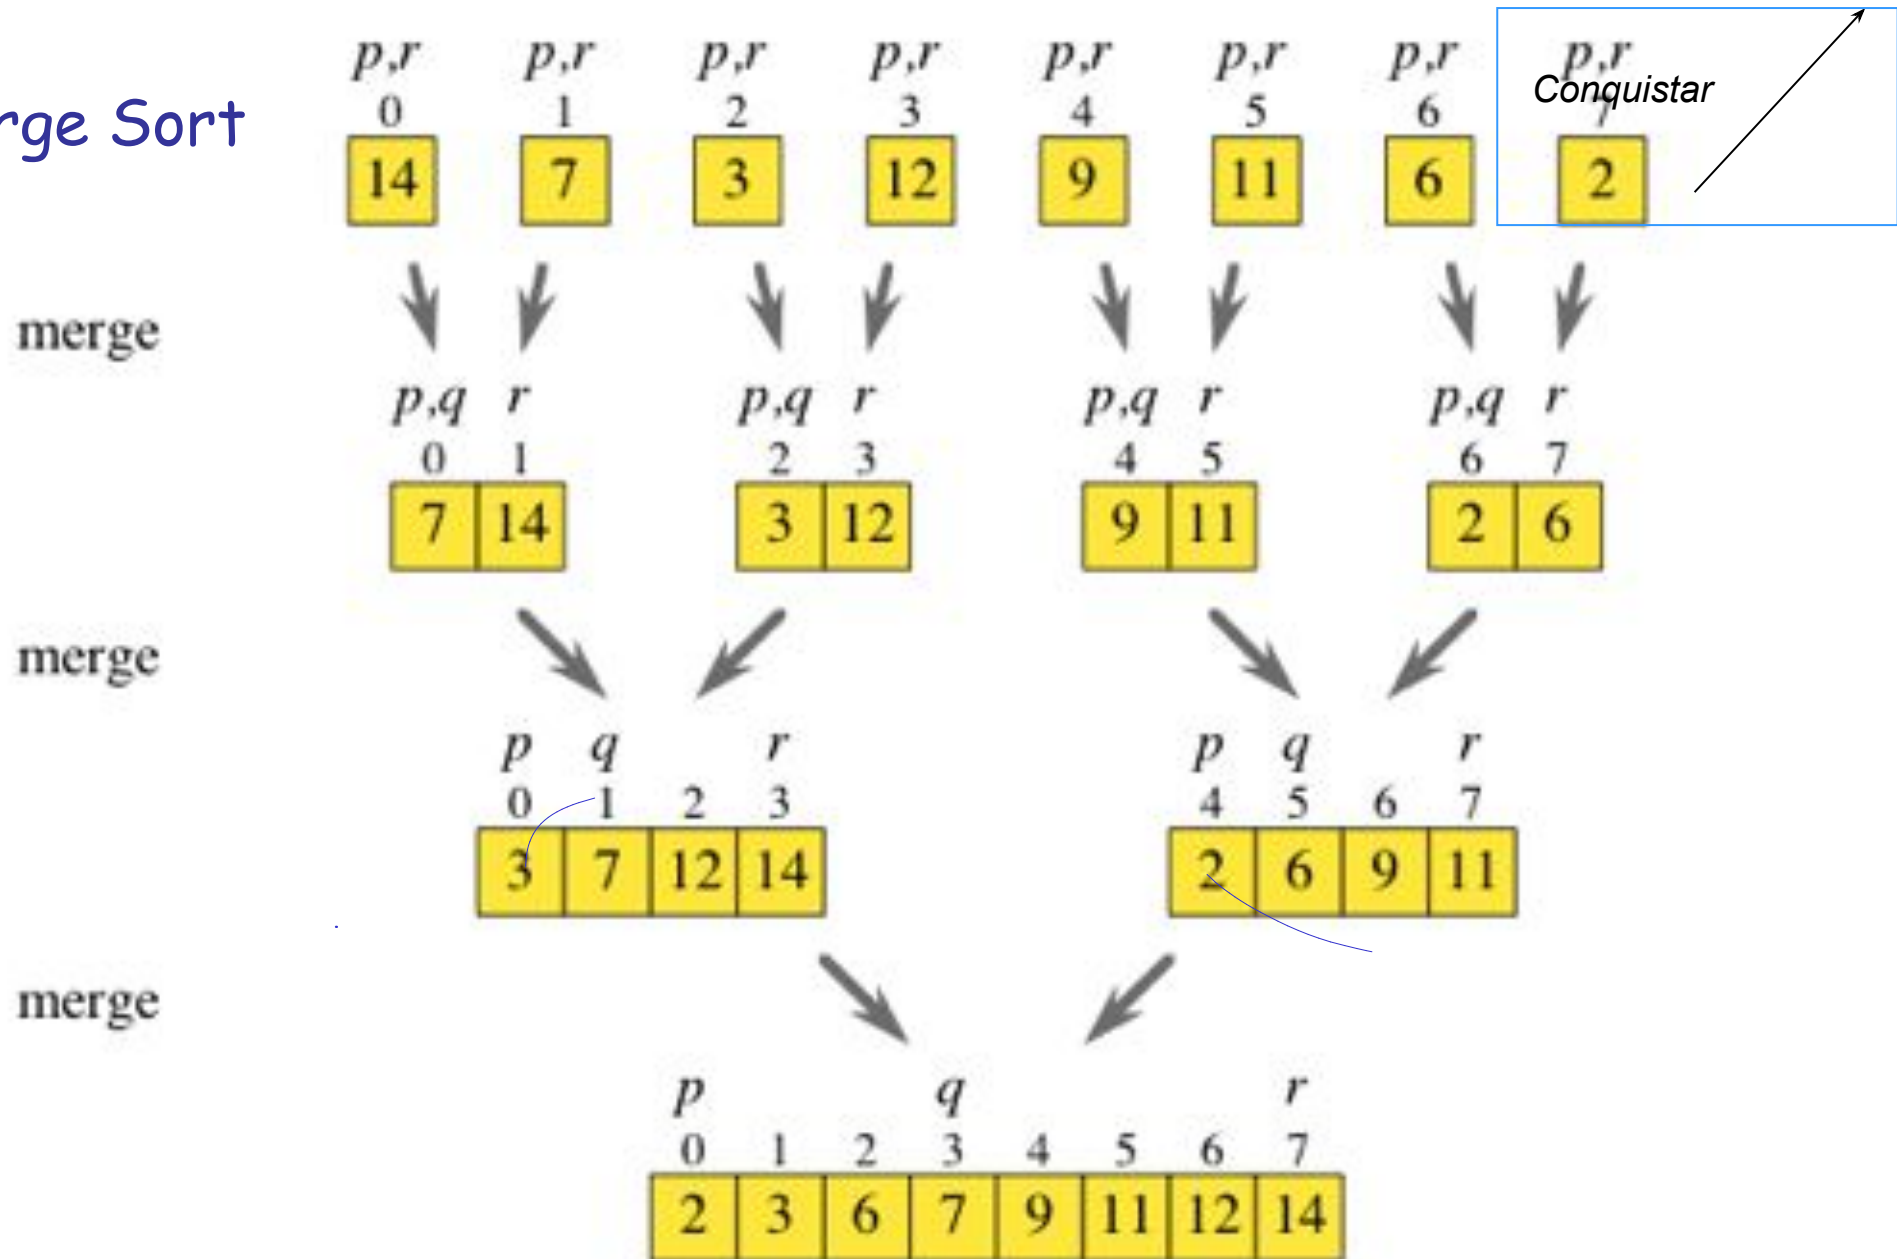 p,r p,r p,r p,r p,r p,r p,r p,r
Conquistar
0 1 2 3 4 5 6 7
rge Sort
14 7 3 12 9 11 6 2
merge
p,q r p,q r p,q r p,q r
0 1 2 3 4 5 6 7
7 14 3 12 9 11 2 6
merge
p q r p q r
0 1 2 3 4 5 6 7
3 7 12 14 2 6 9 11
merge
p q r
0 1 2 3 4 5 6 7
2 3 6 7 9 11 12 14